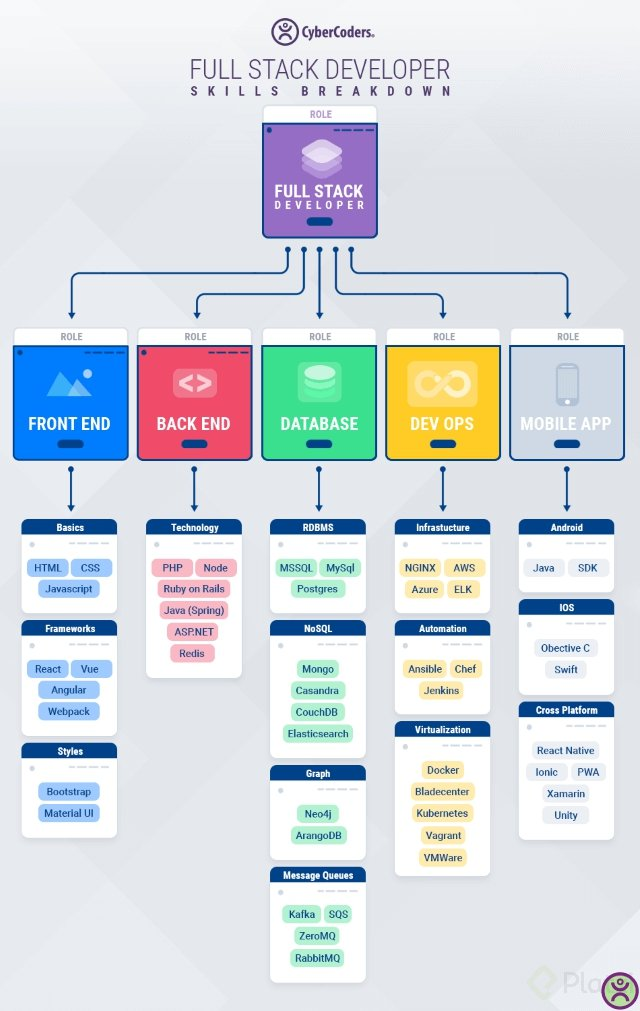 CyberCoders®
FULL STACK DEVELOPER
SKILLS BREAKDOWN
ROLE
FULL STACK
DEVELOPER
ROLE
FRONT END
ROLE
BACK END
ROLE
DATABASE
ROLE
DEV OPS
ROLE
MOBILE APP
Basics
HTML CSS
Javascript
Frameworks
React Vue
Angular
Webpack
Styles
Bootstrap
Material UI
Technology
PHP Node
Ruby on Rails
Java (Spring)
ASP.NET
Redis
RDBMS
MSSQL MySql
Postgres
NoSQL
Mongo
Casandra
CouchDB
Elasticsearch
Graph
Neo4j
ArangoDB
Message Queues
Kafka SQS
ZeroMQ
RabbitMQ
Infrastucture
NGINX AWS
Azure ELK
Automation
Ansible Chef
Jenkins
Virtualization
Docker
Bladecenter
Kubernetes
Vagrant
VMWare
Android
Java SDK
IOS
Obective C
Swift
Cross Platform
React Native
Ionic PWA
Xamarin
Unity